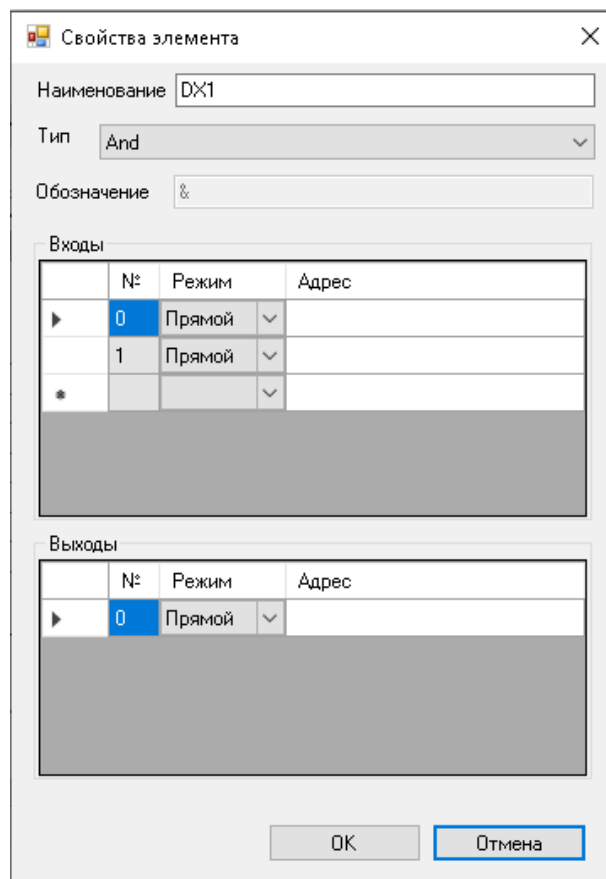 Свойства элемента
Наименование DX1
Тип And
Обозначение &
Входы
№ Режим Адрес
0 Прямой
1 Прямой
Выходы
№ Режим Адрес
0 Прямой
OK Отмена